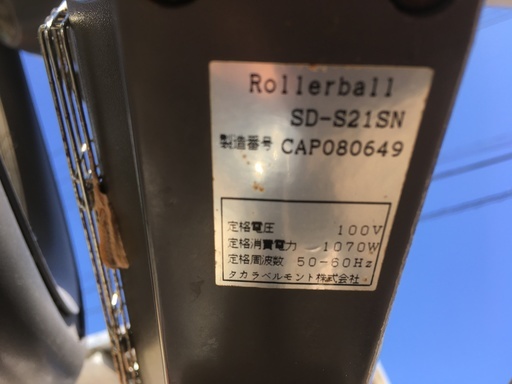 Rollerball
SD-S21SN
製造番号 CAP080649
定格電圧 100V
定格消費電力 1070W
定格周波数 50-60Hz
タカラベルモント株式会社